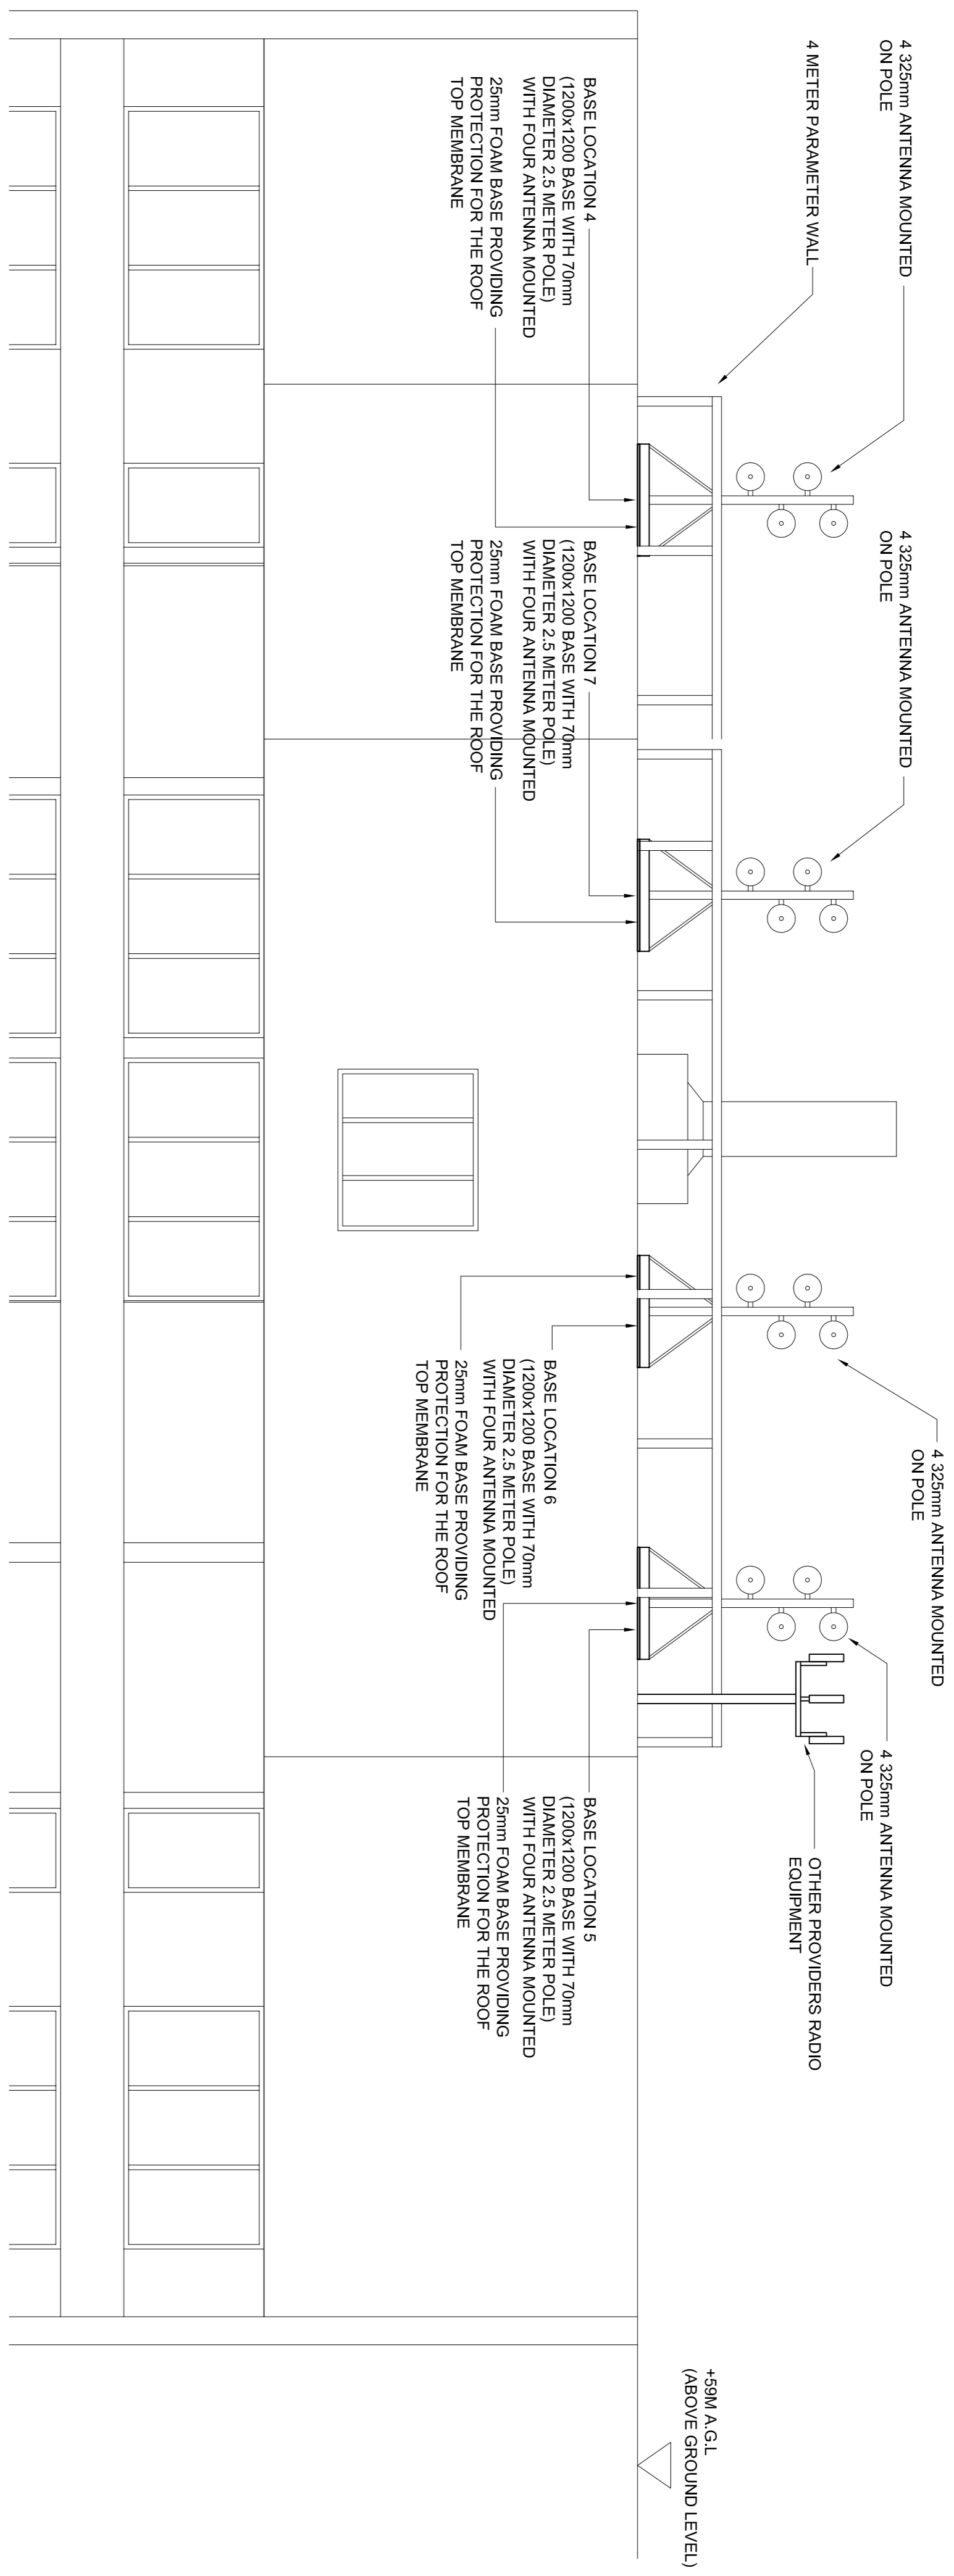 4 325mm ANTENNA MOUNTED
ON POLE
4 METER PARAMETER WALL
BASE LOCATION 4
(1200x1200 BASE WITH 70mm
DIAMETER 2.5 METER POLE)
WITH FOUR ANTENNA MOUNTED
25mm FOAM BASE PROVIDING
PROTECTION FOR THE ROOF
TOP MEMBRANE
4 325mm ANTENNA MOUNTED
ON POLE
BASE LOCATION 7
(1200x1200 BASE WITH 70mm
DIAMETER 2.5 METER POLE)
WITH FOUR ANTENNA MOUNTED
25mm FOAM BASE PROVIDING
PROTECTION FOR THE ROOF
TOP MEMBRANE
4 325mm ANTENNA MOUNTED
ON POLE
BASE LOCATION 6
(1200x1200 BASE WITH 70mm
DIAMETER 2.5 METER POLE)
WITH FOUR ANTENNA MOUNTED
25mm FOAM BASE PROVIDING
PROTECTION FOR THE ROOF
TOP MEMBRANE
4 325mm ANTENNA MOUNTED
ON POLE
OTHER PROVIDERS RADIO
EQUIPMENT
BASE LOCATION 5
(1200x1200 BASE WITH 70mm
DIAMETER 2.5 METER POLE)
WITH FOUR ANTENNA MOUNTED
25mm FOAM BASE PROVIDING
PROTECTION FOR THE ROOF
TOP MEMBRANE
+59M A.G.L
(ABOVE GROUND LEVEL)